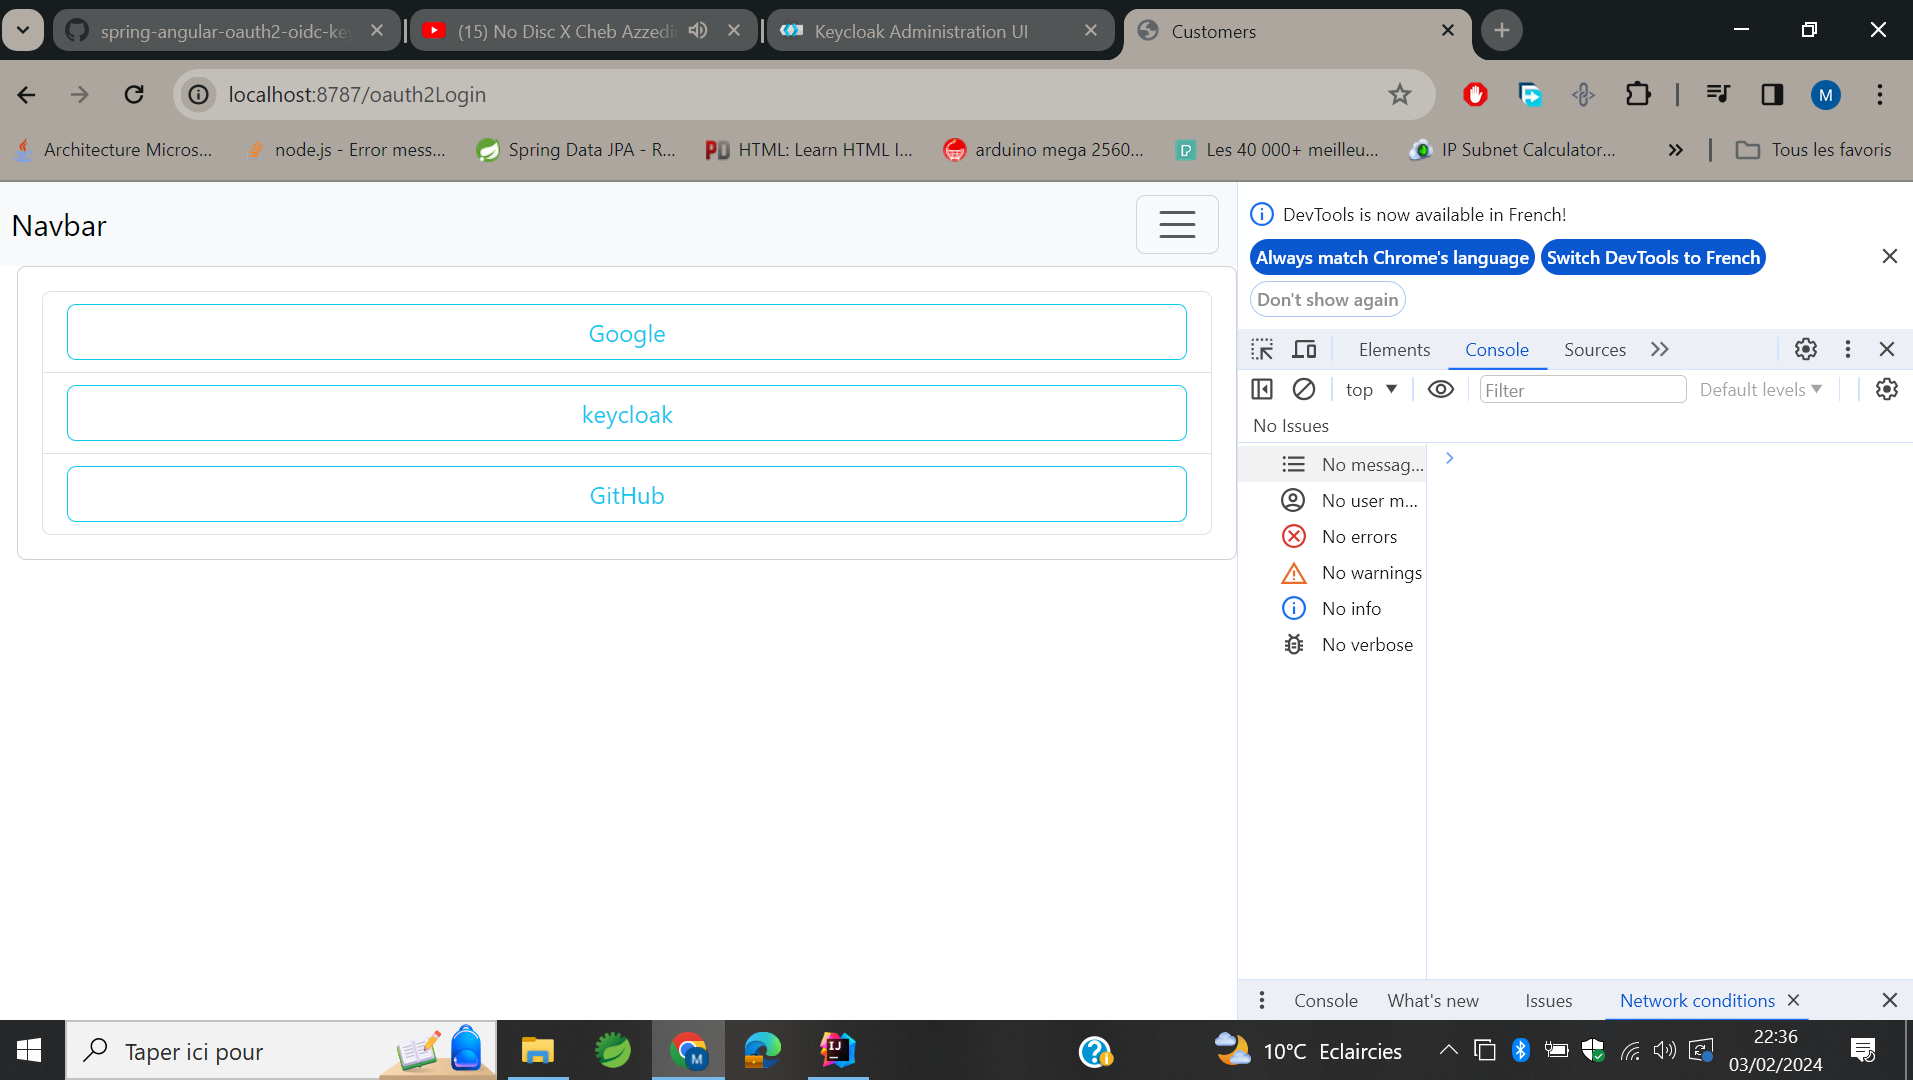 spring-angular-oauth2-oidc-ke
(15) No Disc X Cheb Azzedi
Keycloak Administration UI
Customers
localhost:8787/oauth2Login
M
Architecture Micros...
node.js - Error mess...
Spring Data JPA - R...
HTML: Learn HTML I...
arduino mega 2560...
Les 40 000+ meilleu...
IP Subnet Calculator...
Tous les favoris
Navbar
Google
keycloak
GitHub
DevTools is now available in French!
Always match Chrome's language
Switch DevTools to French
Don't show again
Elements
Console
Sources
top
Filter
Default levels
No Issues
No messag...
No user m...
No errors
No warnings
No info
No verbose
Console
What's new
Issues
Network conditions
Taper ici pour
10°C Eclaircies
22:36
03/02/2024